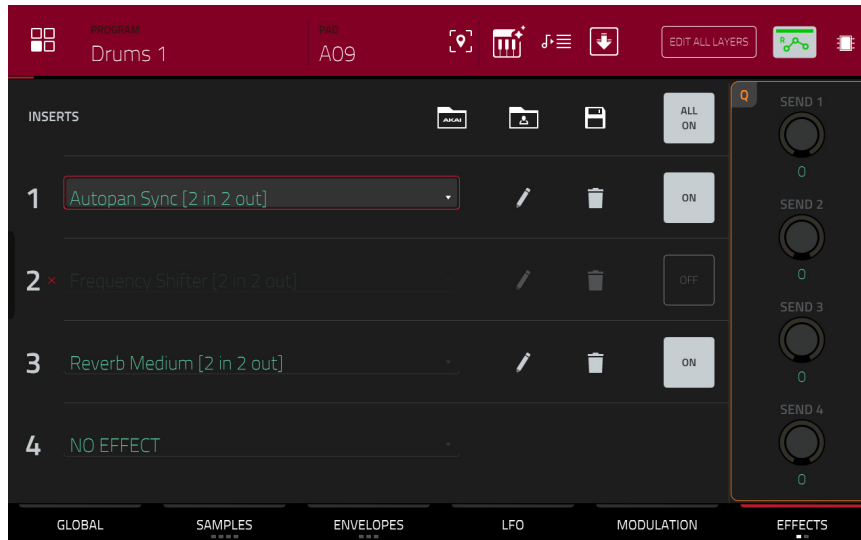 PROGRAM
Drums 1
PAD
A09
EDIT ALL LAYERS
R
INSERTS
AKAI
ALL
ON
1
Autopan Sync [2 in 2 out]
ON
2 × Frequency Shifter [2 in 2 out]
OFF
3
Reverb Medium [2 in 2 out]
ON
4
NO EFFECT
Q
SEND 1
0
SEND 2
0
SEND 3
0
SEND 4
0
GLOBAL
SAMPLES
ENVELOPES
LFO
MODULATION
EFFECTS